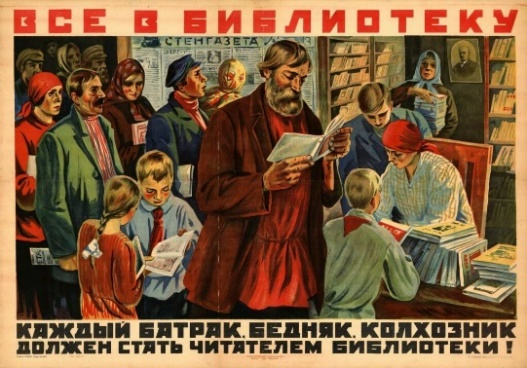 ВСЕ В БИБЛИОТЕКУ
СТЕНГАЗЕТА
КАЖДЫЙ БАТРАК, БЕДНЯК, КОЛХОЗНИК
ДОЛЖЕН СТАТЬ ЧИТАТЕЛЕМ БИБЛИОТЕКИ!